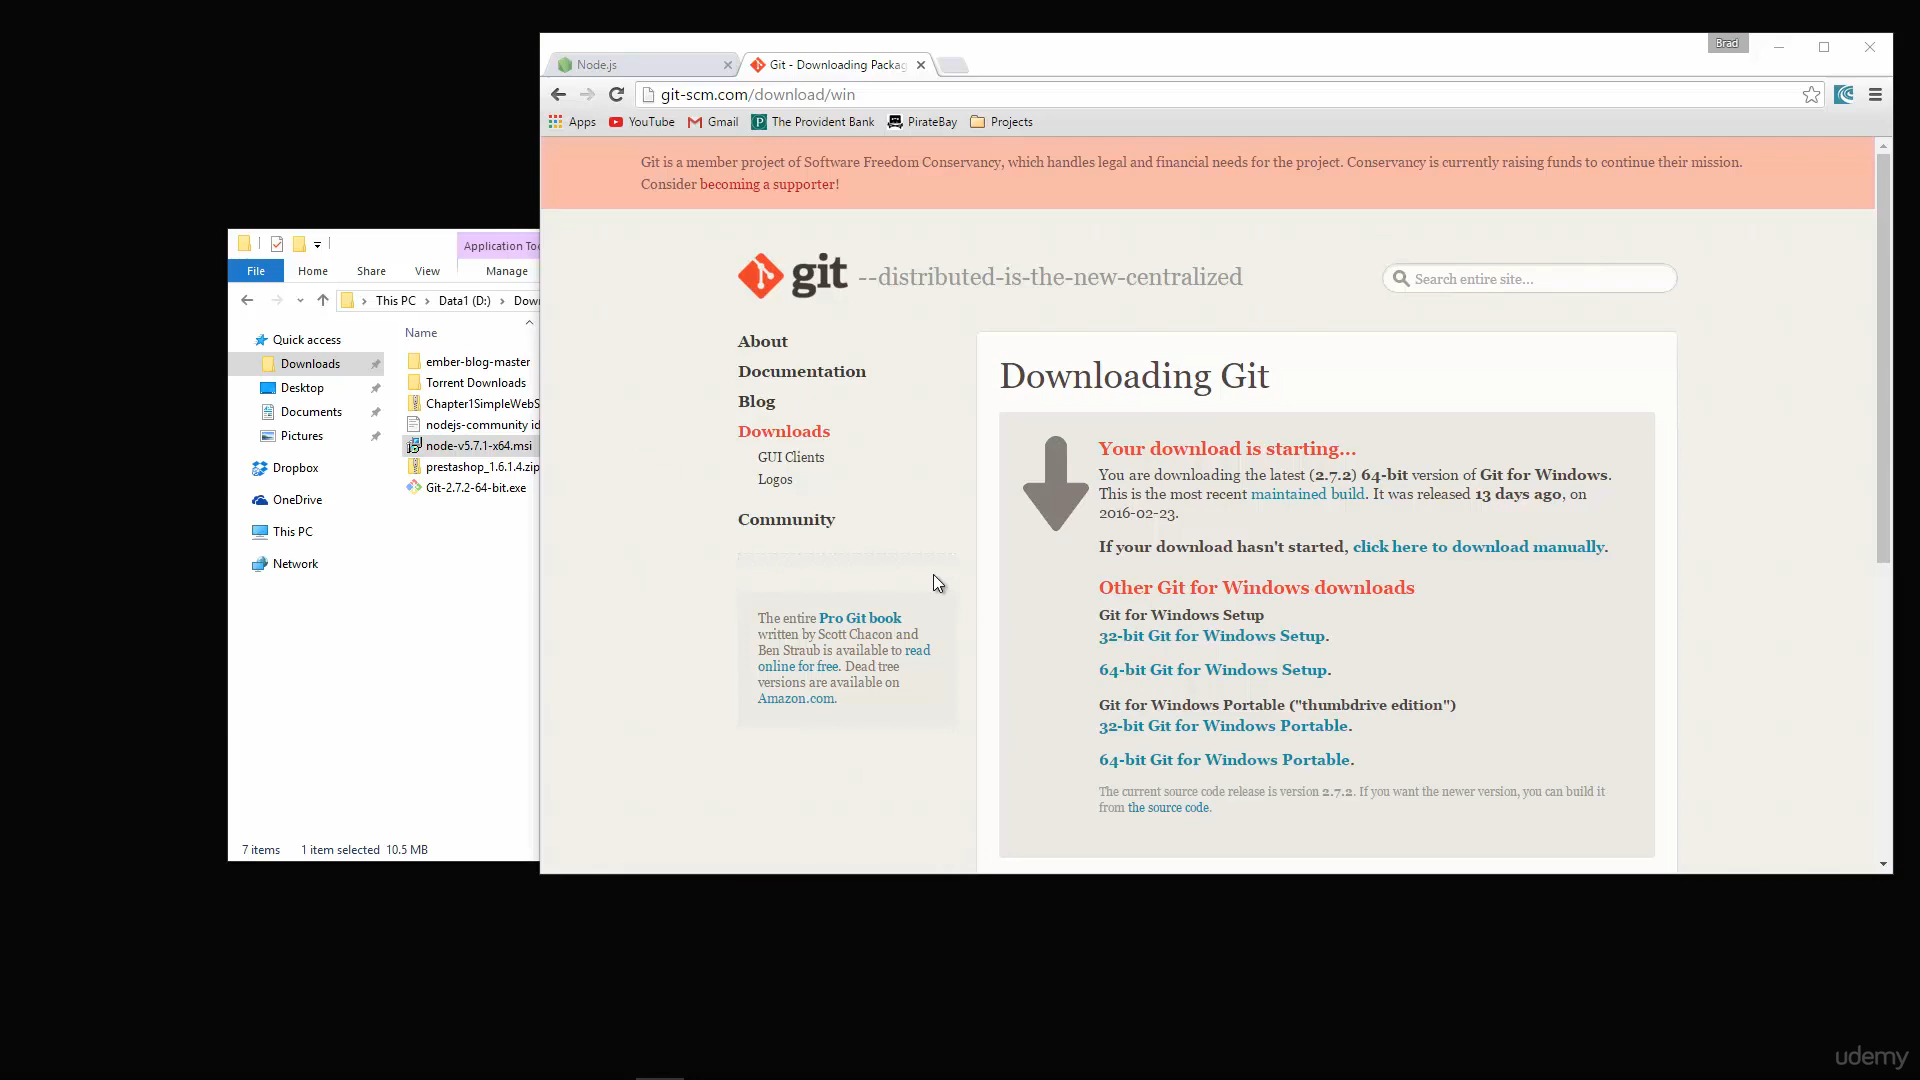 Brad
Node.js
Git - Downloading Packag
git-scm.com/download/win
Apps
YouTube
Gmail
The Provident Bank
PirateBay
Projects
Git is a member project of Software Freedom Conservancy, which handles legal and financial needs for the project. Conservancy is currently raising funds to continue their mission.
Consider becoming a supporter!
Application Too
File
Home
Share
View
Manage
This PC
Data1 (D:)
Down
Name
Quick access
Downloads
Desktop
Documents
Pictures
Dropbox
OneDrive
This PC
Network
ember-blog-master
Torrent Downloads
Chapter1SimpleWebS
nodejs-community id
node-v5.7.1-x64.msi
prestashop_1.6.1.4.zip
Git-2.7.2-64-bit.exe
7 items
1 item selected 10.5 MB
git --distributed-is-the-new-centralized
Search entire site...
About
Documentation
Blog
Downloads
GUI Clients
Logos
Community
The entire Pro Git book
written by Scott Chacon and
Ben Straub is available to read
online for free. Dead tree
versions are available on
Amazon.com.
Downloading Git
Your download is starting...
You are downloading the latest (2.7.2) 64-bit version of Git for Windows.
This is the most recent maintained build. It was released 13 days ago, on
2016-02-23.
If your download hasn't started, click here to download manually.
Other Git for Windows downloads
Git for Windows Setup
32-bit Git for Windows Setup.
64-bit Git for Windows Setup.
Git for Windows Portable ("thumbdrive edition")
32-bit Git for Windows Portable.
64-bit Git for Windows Portable.
The current source code release is version 2.7.2. If you want the newer version, you can build it
from the source code.
udemy